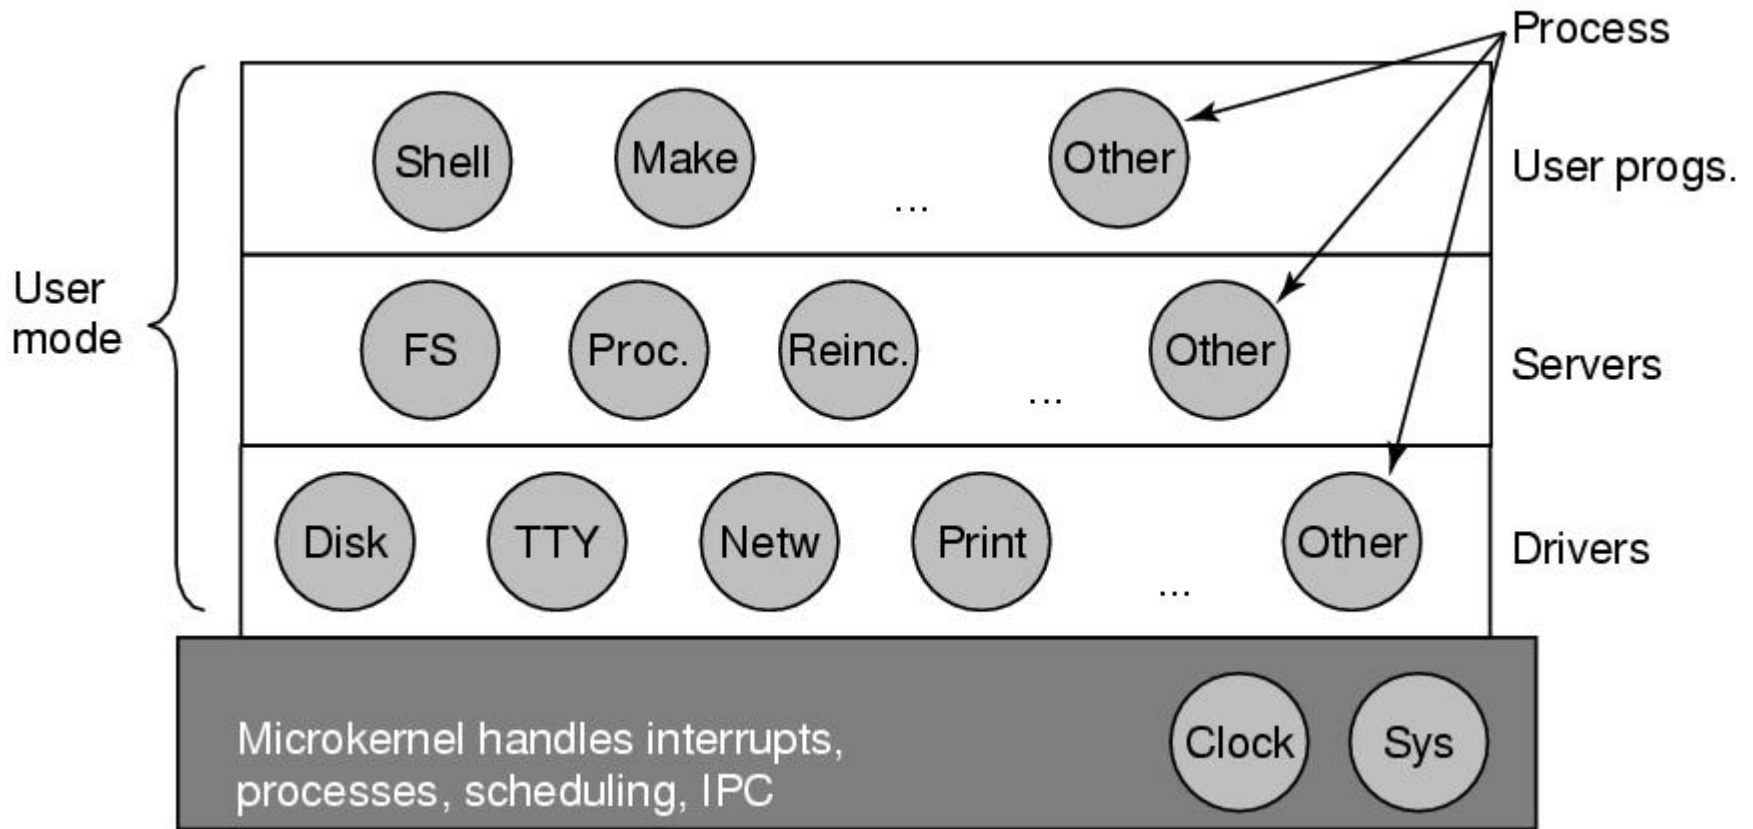 Process
Shell
Make
...
Other
User progs.
User
mode
FS
Proc.
Reinc.
...
Other
Servers
Disk
TTY
Netw
Print
...
Other
Drivers
Microkernel handles interrupts,
processes, scheduling, IPC
Clock
Sys